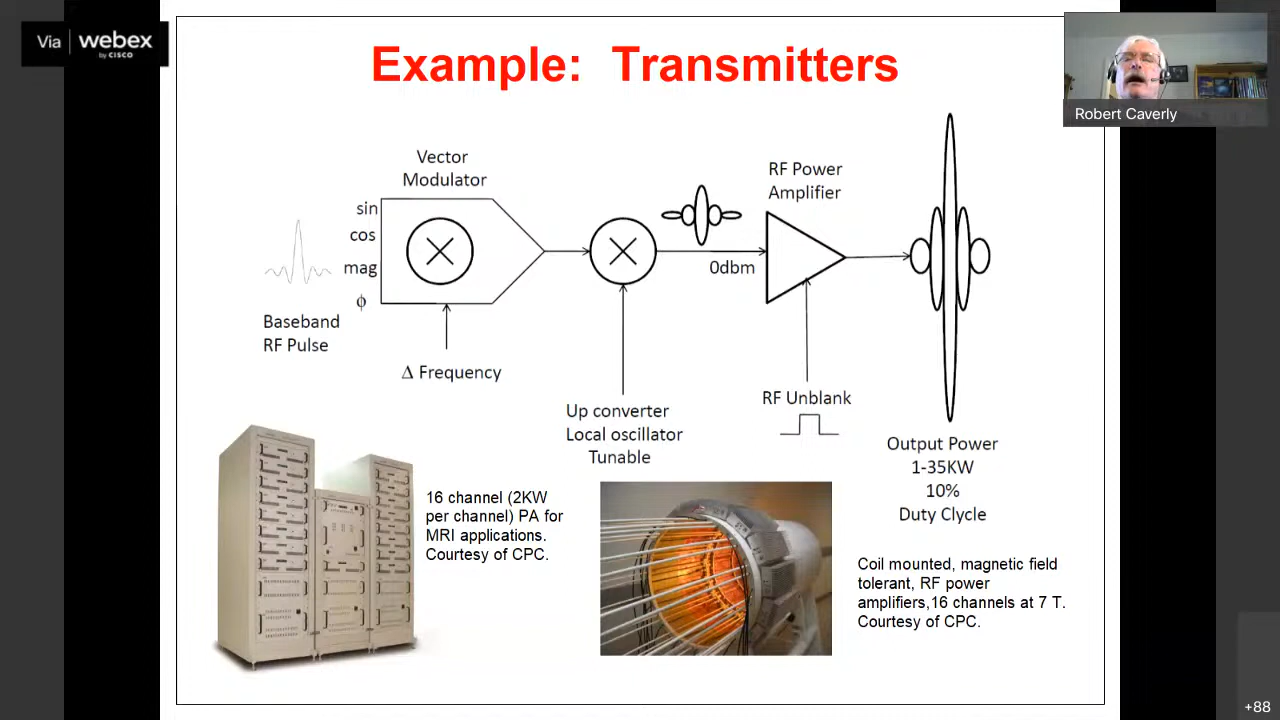 Via webex
by CISCO
Example: Transmitters
Robert Caverly
Vector
Modulator
RF Power
Amplifier
sin
cos
mag
ϕ
0dbm
Baseband
RF Pulse
Δ Frequency
Up converter
Local oscillator
Tunable
RF Unblank
Output Power
1-35KW
10%
Duty Clycle
16 channel (2KW
per channel) PA for
MRI applications.
Courtesy of CPC.
Coil mounted, magnetic field
tolerant, RF power
amplifiers,16 channels at 7 T.
Courtesy of CPC.
+88